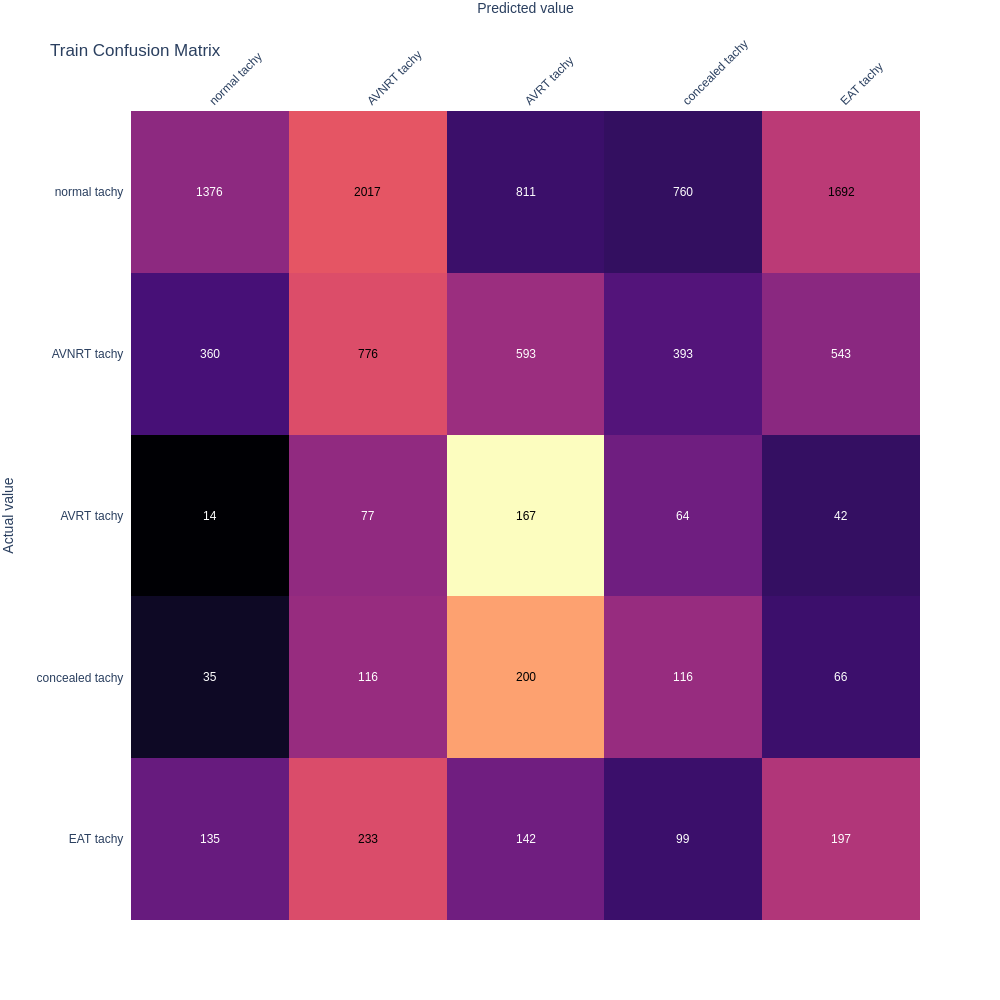 Predicted value
Train Confusion Matrix
normal tachy
AVNRT tachy
AVRT tachy
concealed tachy
EAT tachy
normal tachy 1376 2017 811 760 1692
AVNRT tachy 360 776 593 393 543
Actual value
AVRT tachy 14 77 167 64 42
concealed tachy 35 116 200 116 66
EAT tachy 135 233 142 99 197